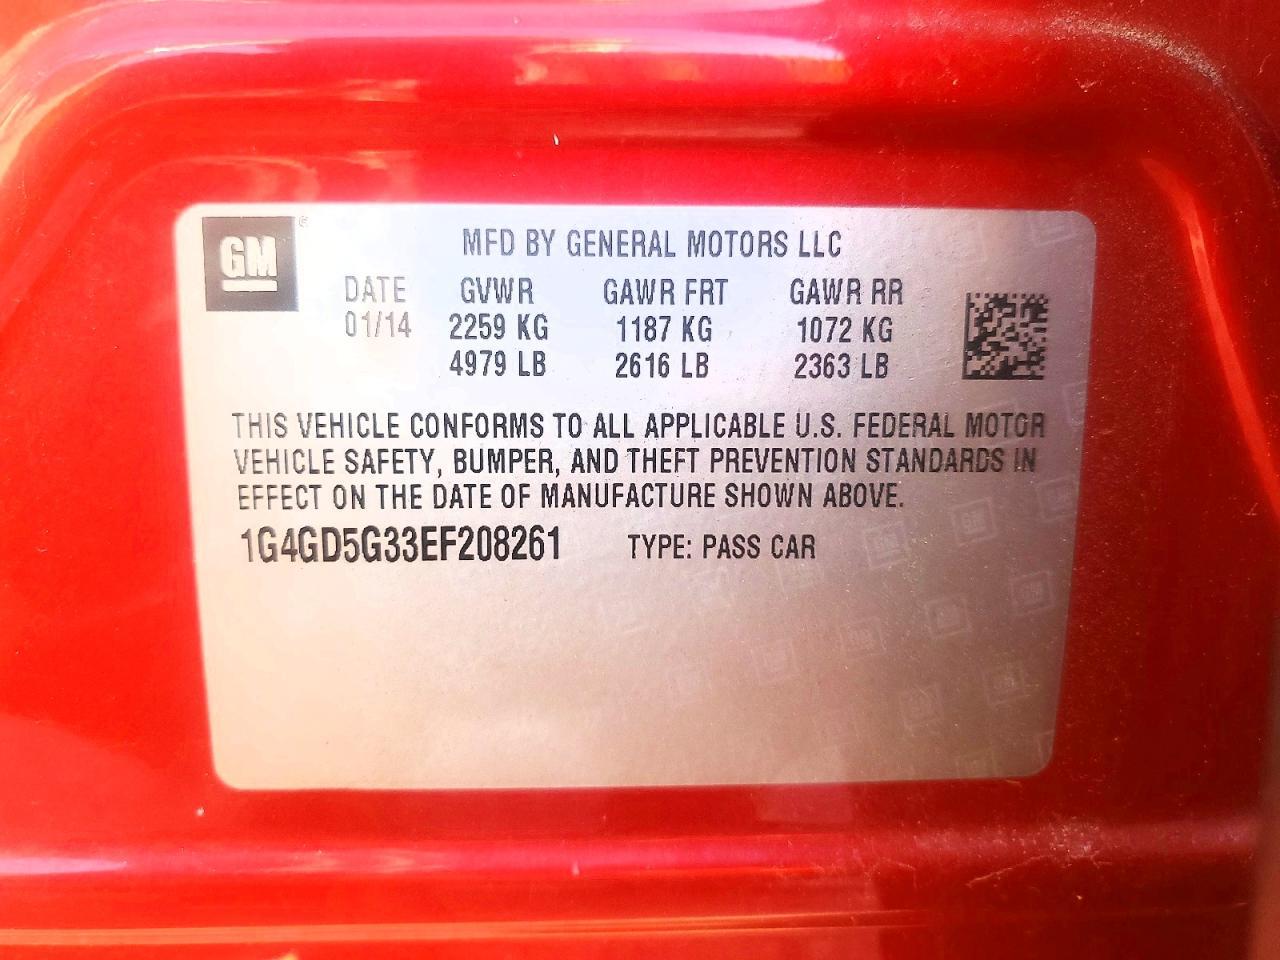 GM
MFD BY GENERAL MOTORS LLC
DATE GVWR GAWR FRT GAWR RR
01/14 2259 KG 1187 KG 1072 KG
4979 LB 2616 LB 2363 LB
THIS VEHICLE CONFORMS TO ALL APPLICABLE U.S. FEDERAL MOTOR
VEHICLE SAFETY, BUMPER, AND THEFT PREVENTION STANDARDS IN
EFFECT ON THE DATE OF MANUFACTURE SHOWN ABOVE.
1G4GD5G33EF208261 TYPE: PASS CAR